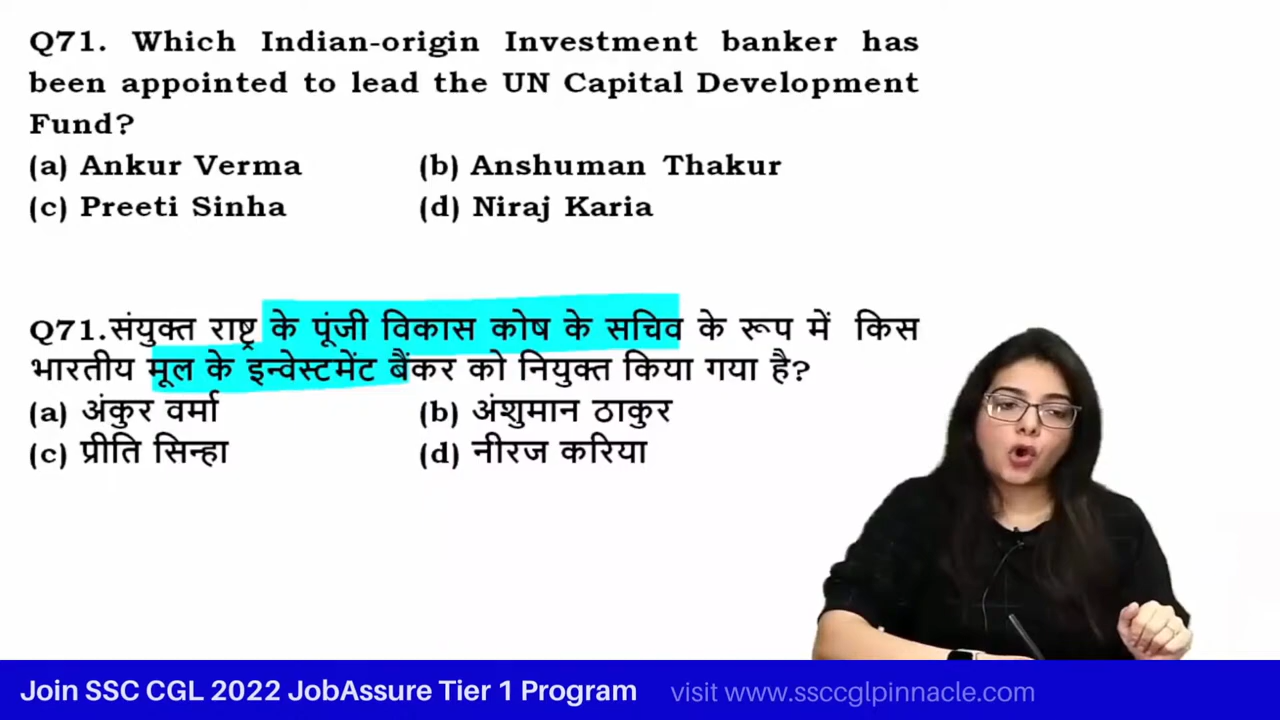 Q71. Which Indian-origin Investment banker has
been appointed to lead the UN Capital Development
Fund?
(a) Ankur Verma (b) Anshuman Thakur
(c) Preeti Sinha (d) Niraj Karia
Q71.संयुक्त राष्ट्र के पूंजी विकास कोष के सचिव के रूप में किस
भारतीय मूल के इन्वेस्टमेंट बैंकर को नियुक्त किया गया है?
(a) अंकुर वर्मा (b) अंशुमान ठाकुर
(c) प्रीति सिन्हा (d) नीरज करिया
Join SSC CGL 2022 JobAssure Tier 1 Program visit www.ssccglpinnacle.com